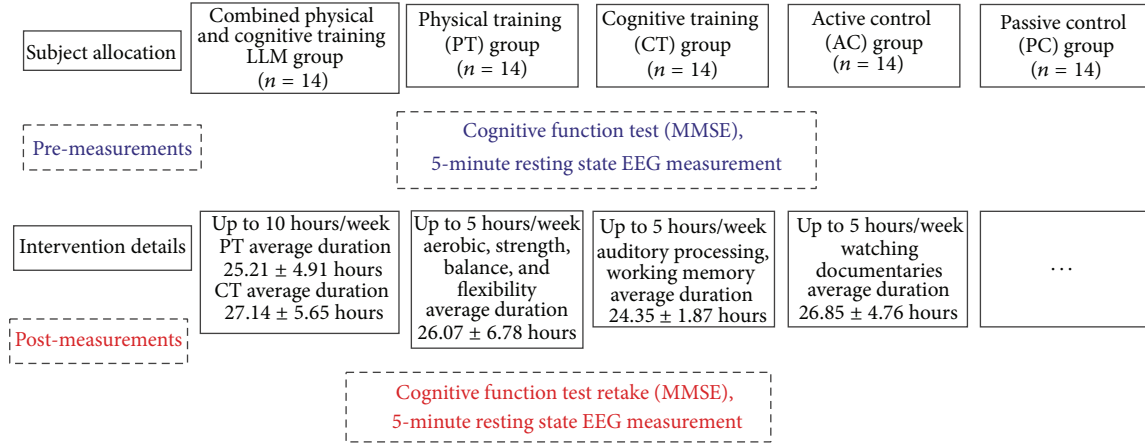 Subject allocation
Combined physical
and cognitive training
LLM group
(n = 14)
Physical training
(PT) group
(n = 14)
Cognitive training
(CT) group
(n = 14)
Active control
(AC) group
(n = 14)
Passive control
(PC) group
(n = 14)
Pre-measurements
Cognitive function test (MMSE),
5-minute resting state EEG measurement
Intervention details
Up to 10 hours/week
PT average duration
25.21 ± 4.91 hours
CT average duration
27.14 ± 5.65 hours
Up to 5 hours/week
aerobic, strength,
balance, and
flexibility
average duration
26.07 ± 6.78 hours
Up to 5 hours/week
auditory processing,
working memory
average duration
24.35 ± 1.87 hours
Up to 5 hours/week
watching
documentaries
average duration
26.85 ± 4.76 hours
...
Post-measurements
Cognitive function test retake (MMSE),
5-minute resting state EEG measurement